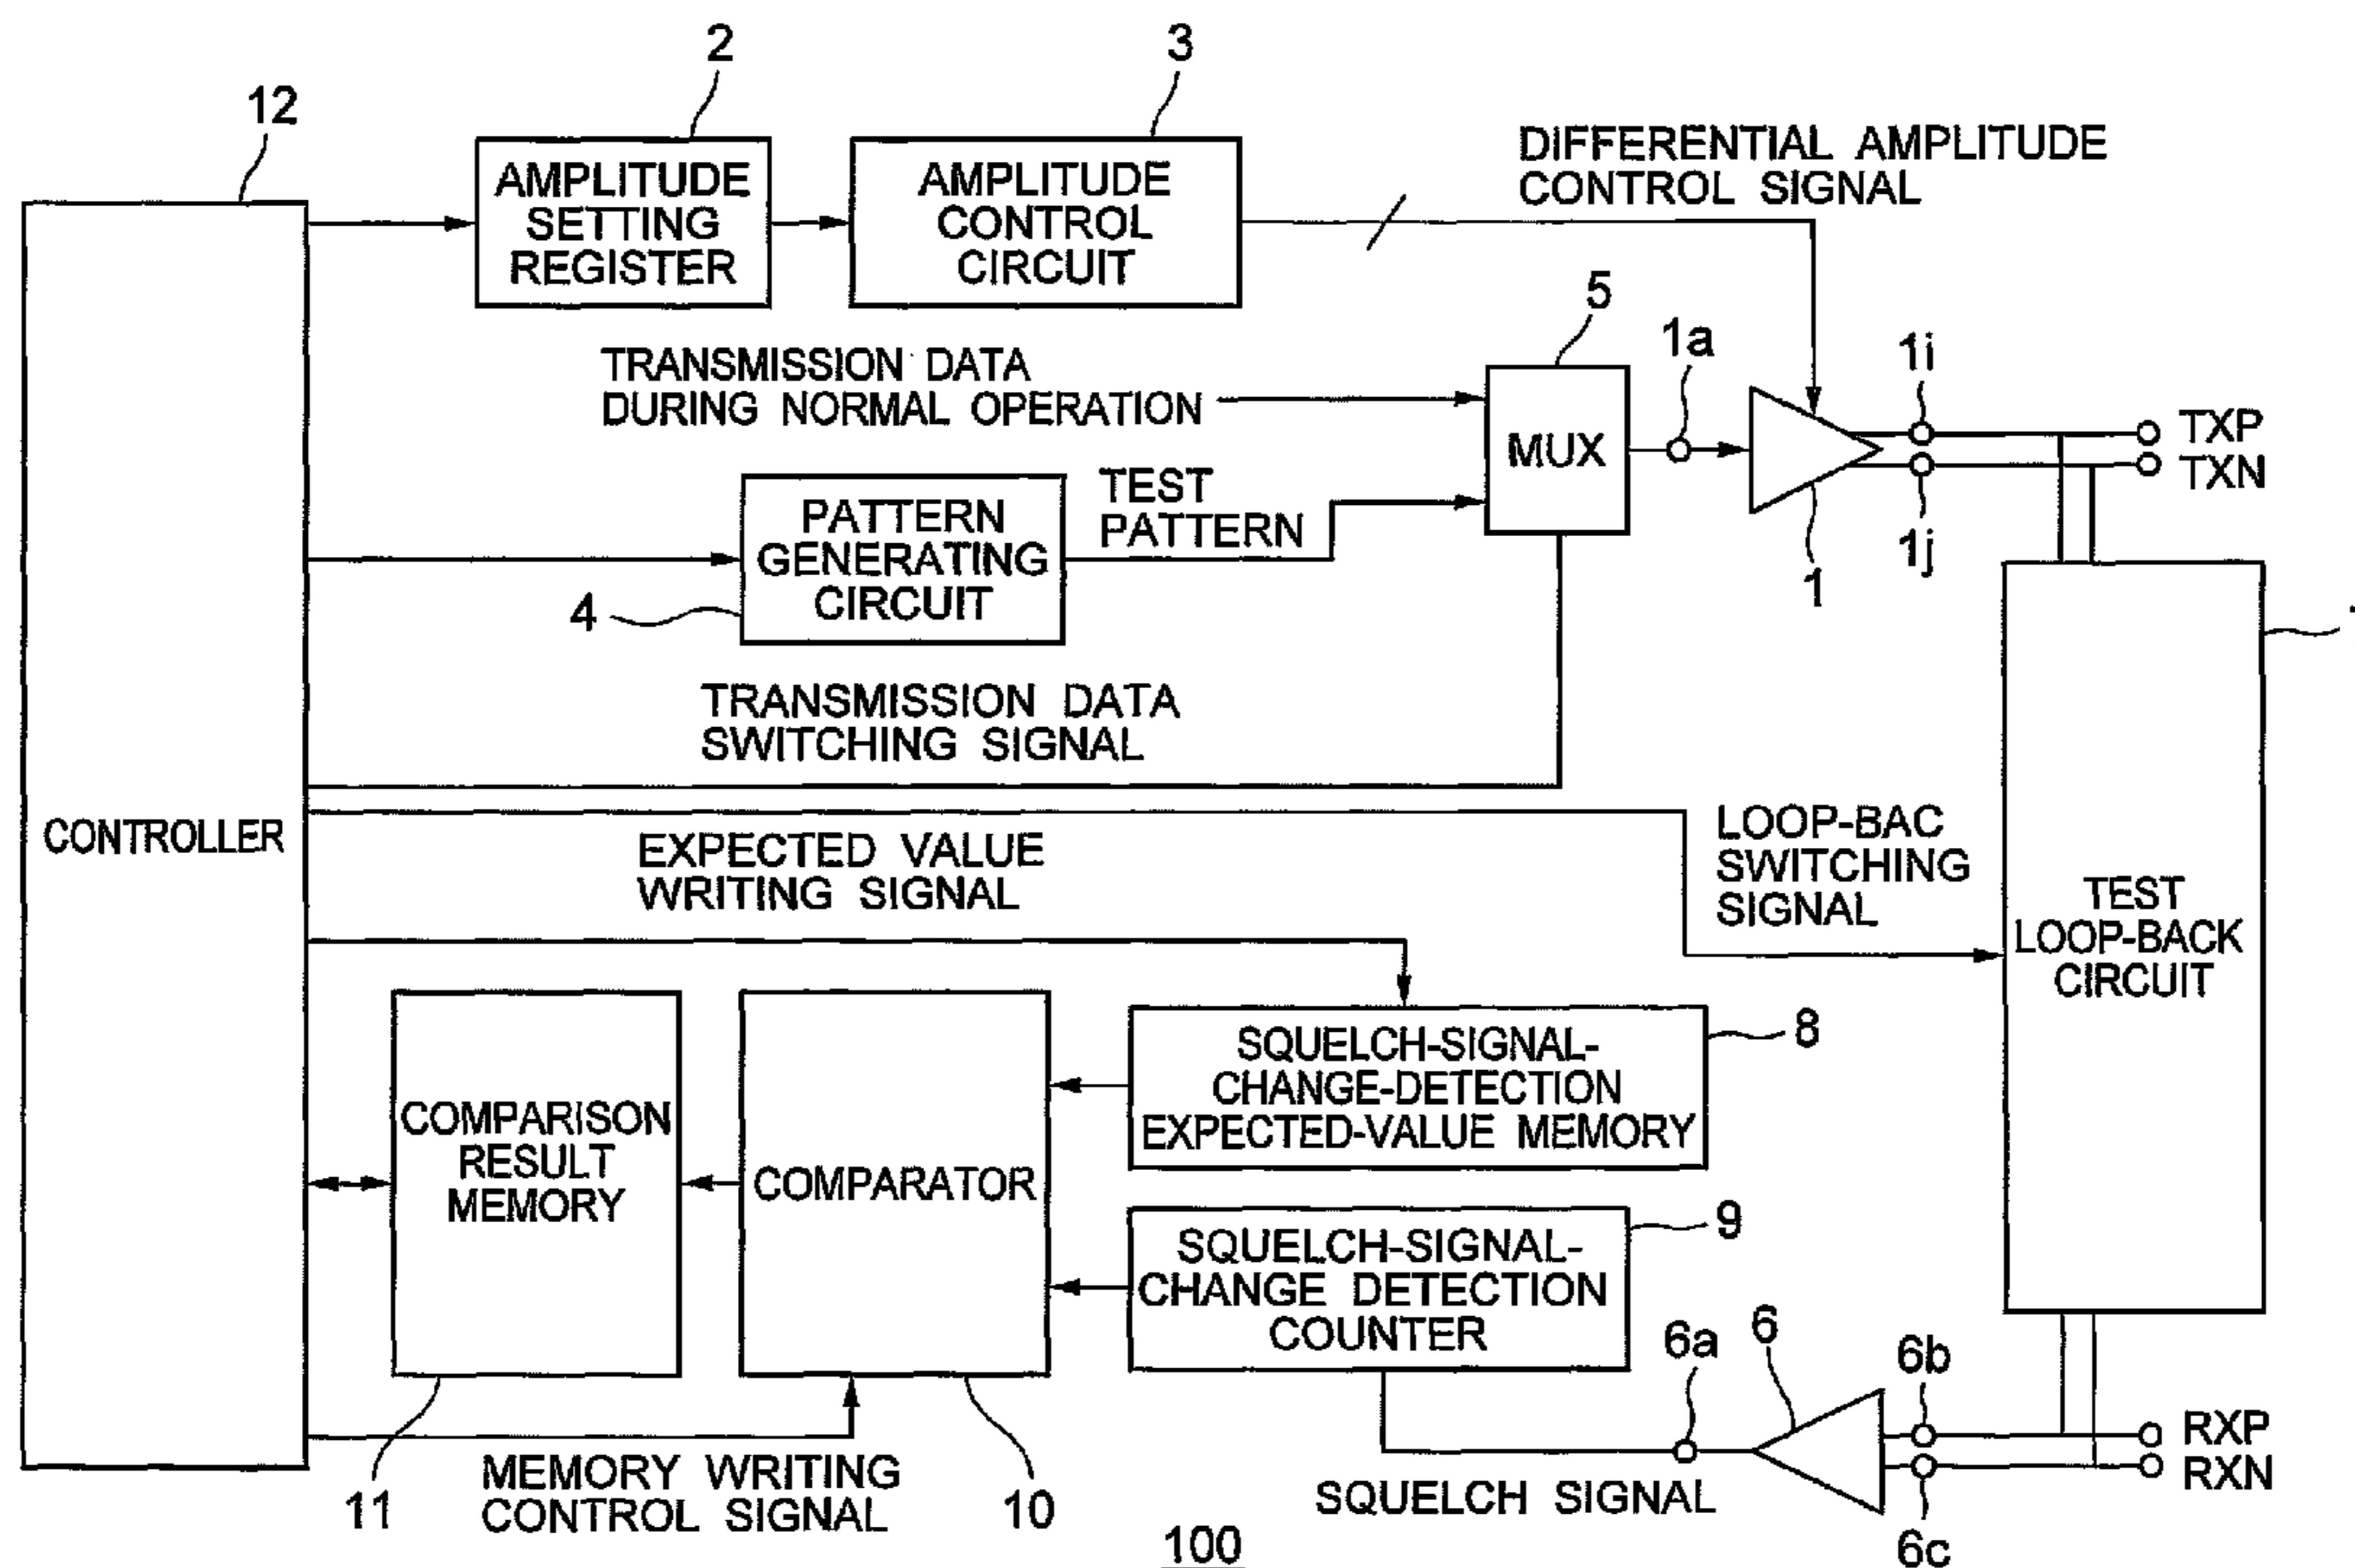 2
3
12
AMPLITUDE
SETTING
REGISTER
AMPLITUDE
CONTROL
CIRCUIT
DIFFERENTIAL AMPLITUDE
CONTROL SIGNAL
5
1a
1i
TRANSMISSION DATA
DURING NORMAL OPERATION
MUX
TXP
TXN
1j
1
TEST
PATTERN
PATTERN
GENERATING
CIRCUIT
4
TRANSMISSION DATA
SWITCHING SIGNAL
CONTROLLER
EXPECTED VALUE
WRITING SIGNAL
LOOP-BAC
SWITCHING
SIGNAL
TEST
LOOP-BACK
CIRCUIT
COMPARISON
RESULT
MEMORY
COMPARATOR
SQUELCH-SIGNAL-
CHANGE-DETECTION
EXPECTED-VALUE MEMORY
8
SQUELCH-SIGNAL-
CHANGE DETECTION
COUNTER
9
6a
6
6b
RXP
RXN
6c
SQUELCH SIGNAL
11
MEMORY WRITING
CONTROL SIGNAL
10
100